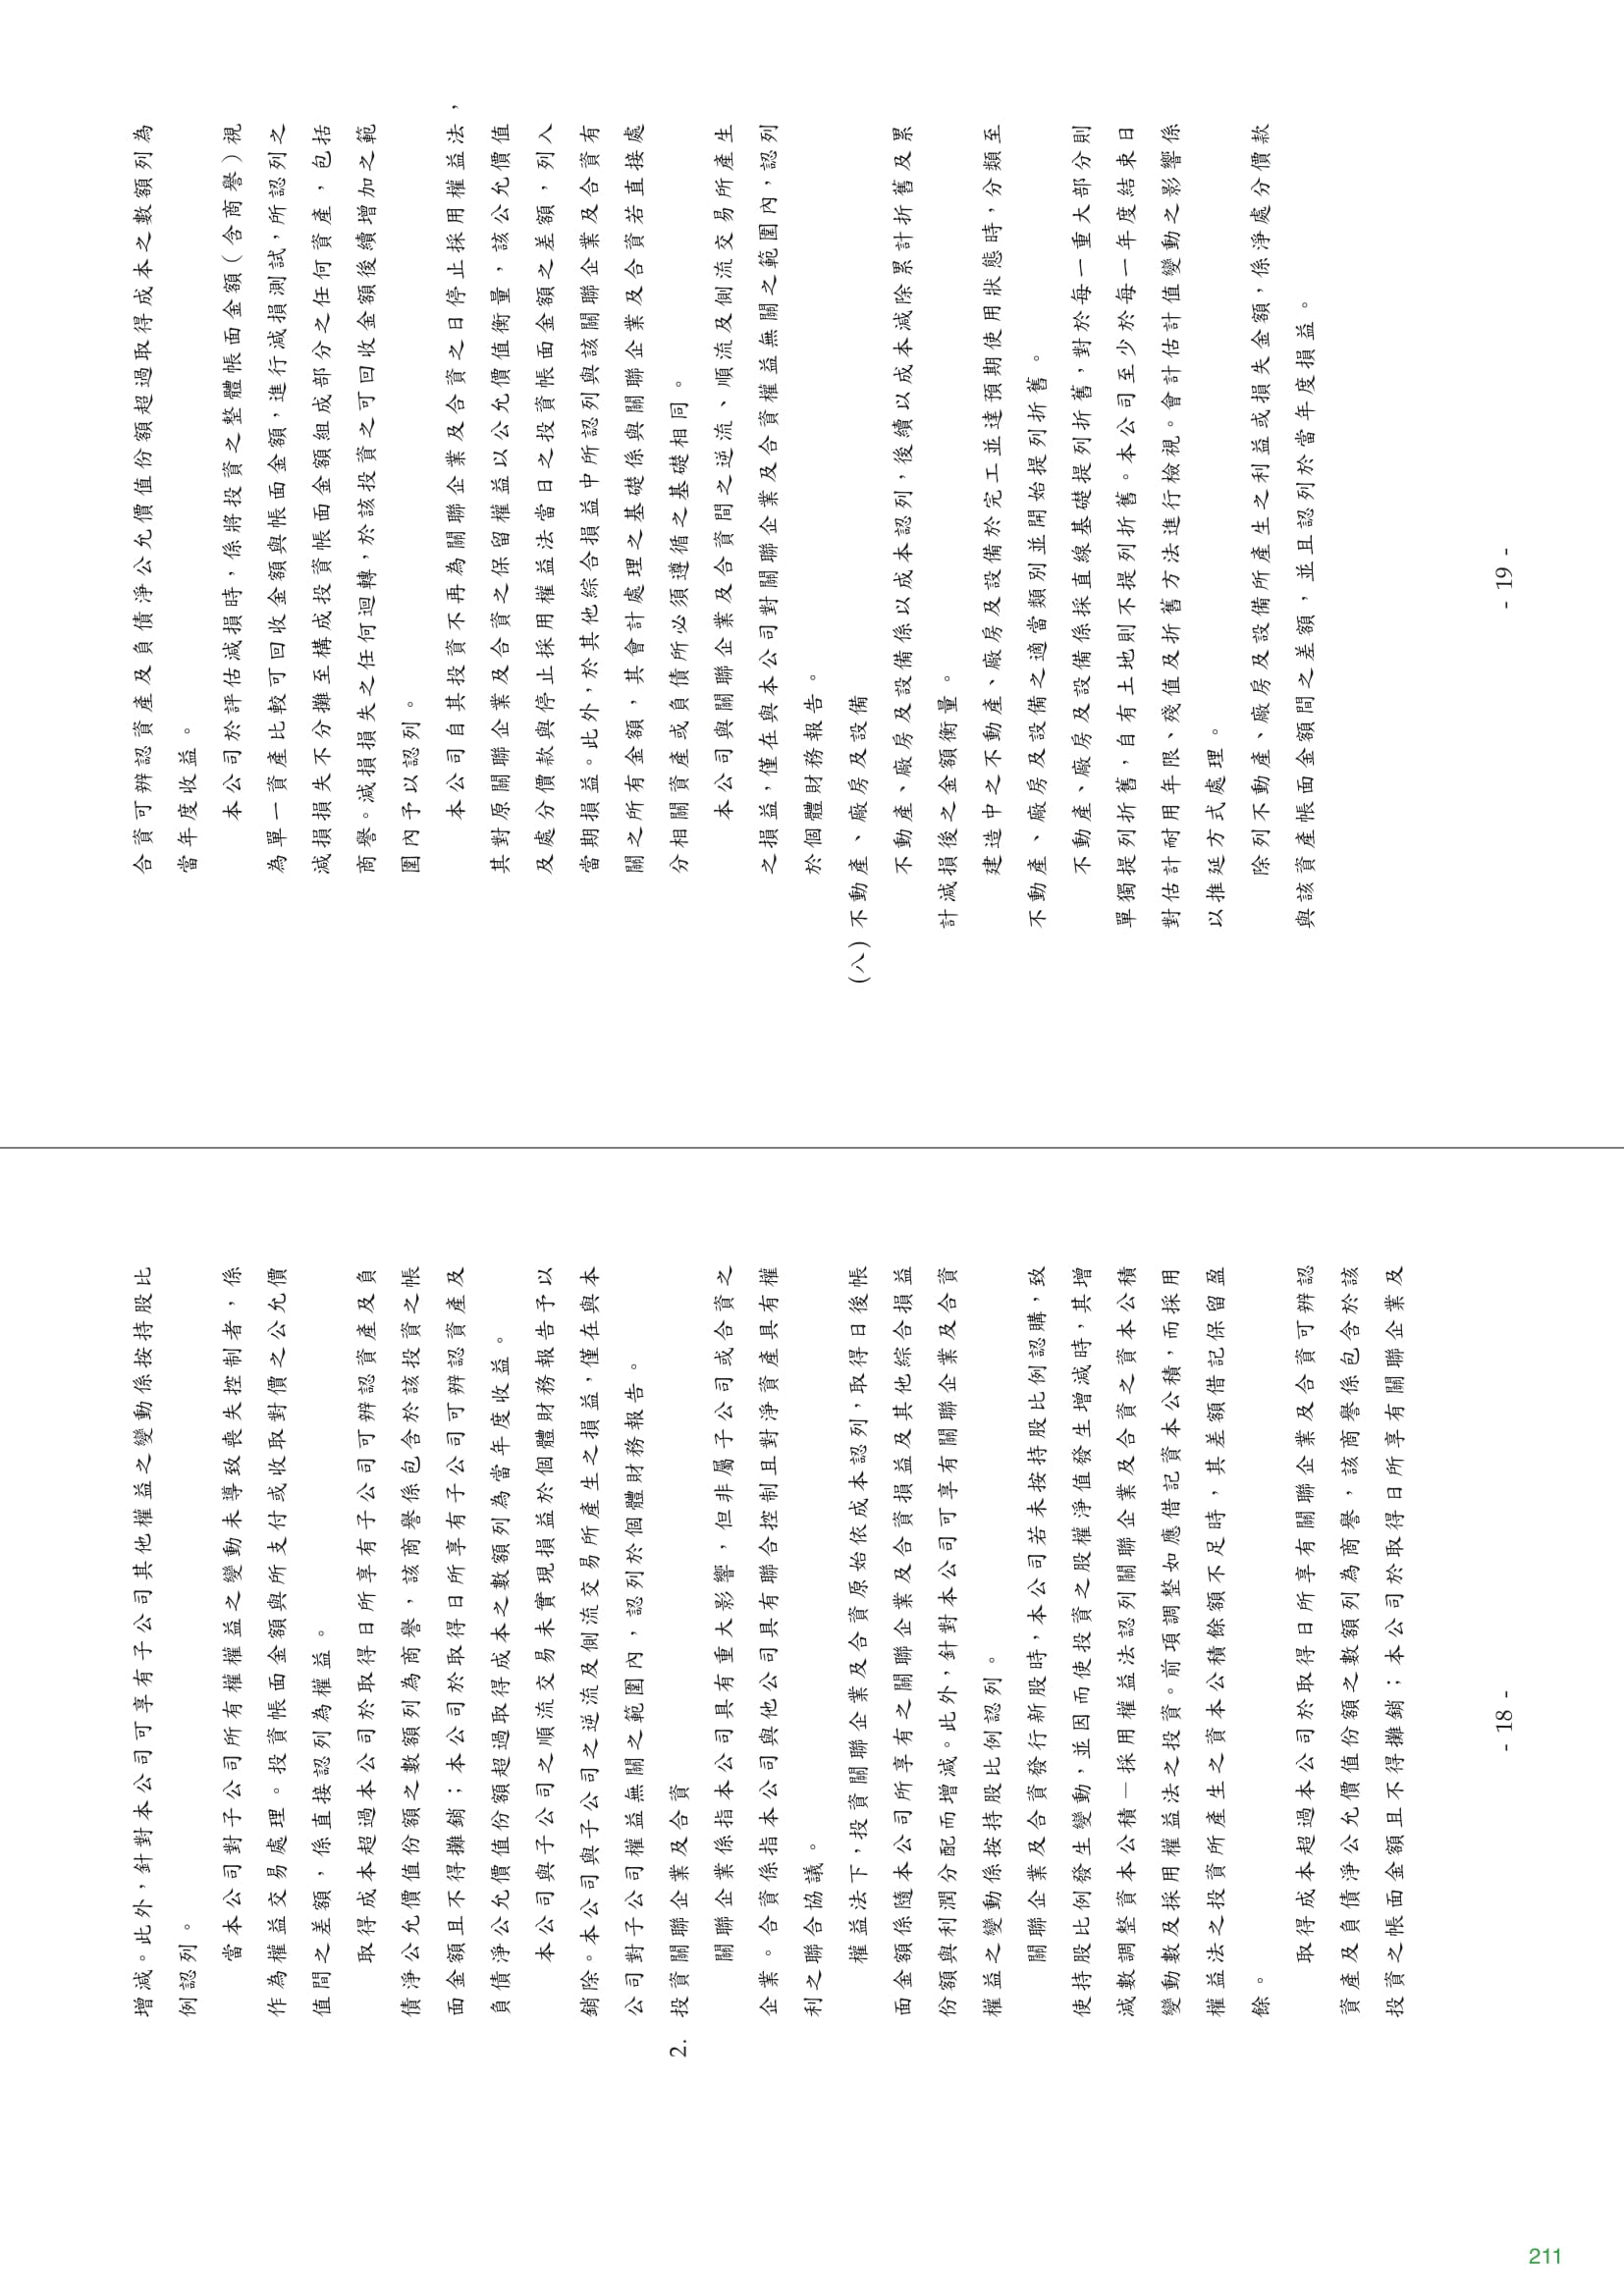 增減。此外，針對本公司可享有子公司其他權益之變動係按持股比
例認列。
當本公司對子公司所有權權益之變動未導致喪失控制者，係
作為權益交易處理。投資帳面金額與所支付或收取對價之公允價
值間之差額，係直接認列為權益。
取得成本超過本公司於取得日所享有子公司可辨認資產及負
債淨公允價值份額之數額列為商譽，該商譽係包含於該投資之帳
面金額且不得攤銷；本公司於取得日所享有子公司可辨認資產及
負債淨公允價值份額超過取得成本之數額列為當年度收益。
本公司與子公司之順流交易未實現損益於個體財務報告予以
銷除。本公司與子公司之逆流及側流交易所產生之損益，僅在與本
公司對子公司權益無關之範圍內，認列於個體財務報告。
2. 投資關聯企業及合資
關聯企業係指本公司具有重大影響，但非屬子公司或合資之
企業。合資係指本公司與他公司具有聯合控制且對淨資產具有權
利之聯合協議。
權益法下，投資關聯企業及合資原始依成本認列，取得日後帳
面金額係隨本公司所享有之關聯企業及合資損益及其他綜合損益
份額與利潤分配而增減。此外，針對本公司可享有關聯企業及合資
權益之變動係按持股比例認列。
關聯企業及合資發行新股時，本公司若未按持股比例認購，致
使持股比例發生變動，並因而使投資之股權淨值發生增減時，其增
減數調整資本公積—採用權益法認列關聯企業及合資之資本公積
變動數及採用權益法之投資。前項調整如應借記資本公積，而採用
權益法之投資所產生之資本公積餘額不足時，其差額借記保留盈
餘。
取得成本超過本公司於取得日所享有關聯企業及合資可辨認
資產及負債淨公允價值份額之數額列為商譽，該商譽係包含於該
投資之帳面金額且不得攤銷；本公司於取得日所享有關聯企業及
- 18 -
合資可辨認資產及負債淨公允價值份額超過取得成本之數額列為
當年度收益。
本公司於評估減損時，係將投資之整體帳面金額（含商譽）視
為單一資產比較可回收金額與帳面金額，進行減損測試，所認列之
減損損失不分攤至構成投資帳面金額組成部分之任何資產，包括
商譽。減損損失之任何迴轉，於該投資之可回收金額後續增加之範
圍內予以認列。
本公司自其投資不再為關聯企業及合資之日停止採用權益法，
其對原關聯企業及合資之保留權益以公允價值衡量，該公允價值
及處分價款與停止採用權益法當日之投資帳面金額之差額，列入
當期損益。此外，於其他綜合損益中所認列與該關聯企業及合資有
關之所有金額，其會計處理之基礎係與關聯企業及合資若直接處
分相關資產或負債所必須遵循之基礎相同。
本公司與關聯企業及合資間之逆流、順流及側流交易所產生
之損益，僅在與本公司對關聯企業及合資權益無關之範圍內，認列
於個體財務報告。
(八) 不動產、廠房及設備
不動產、廠房及設備係以成本認列，後續以成本減除累計折舊及累
計減損後之金額衡量。
建造中之不動產、廠房及設備於完工並達預期使用狀態時，分類至
不動產、廠房及設備之適當類別並開始提列折舊。
不動產、廠房及設備係採直線基礎提列折舊，對於每一重大部分則
單獨提列折舊，自有土地則不提列折舊。本公司至少於每一年度結束日
對估計耐用年限、殘值及折舊方法進行檢視。會計估計值變動之影響係
以推延方式處理。
除列不動產、廠房及設備所產生之利益或損失金額，係淨處分價款
與該資產帳面金額間之差額，並且認列於當年度損益。
- 19 -
211